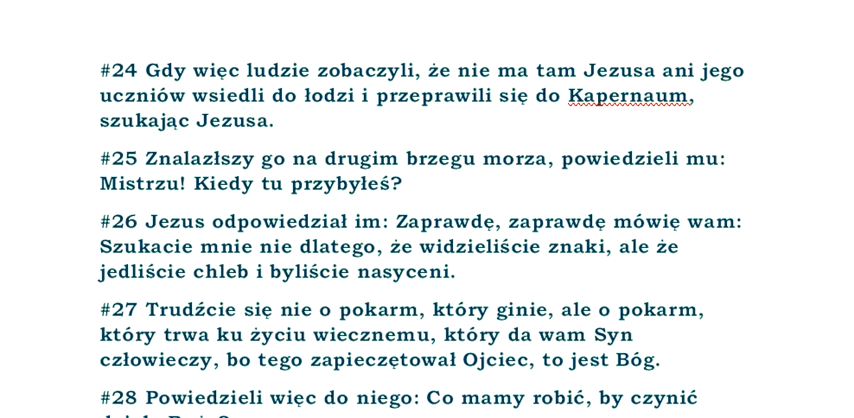 #24 Gdy więc ludzie zobaczyli, że nie ma tam Jezusa ani jego
uczniów wsiedli do łodzi i przeprawili się do Kapernaum,
szukając Jezusa.
#25 Znalazłszy go na drugim brzegu morza, powiedzieli mu:
Mistrzu! Kiedy tu przybyłeś?
#26 Jezus odpowiedział im: Zaprawdę, zaprawdę mówię wam:
Szukacie mnie nie dlatego, że widzieliście znaki, ale że
jedliście chleb i byliście nasyceni.
#27 Trudźcie się nie o pokarm, który ginie, ale o pokarm,
który trwa ku życiu wiecznemu, który da wam Syn
człowieczy, bo tego zapieczętował Ojciec, to jest Bóg.
#28 Powiedzieli więc do niego: Co mamy robić, by czynić